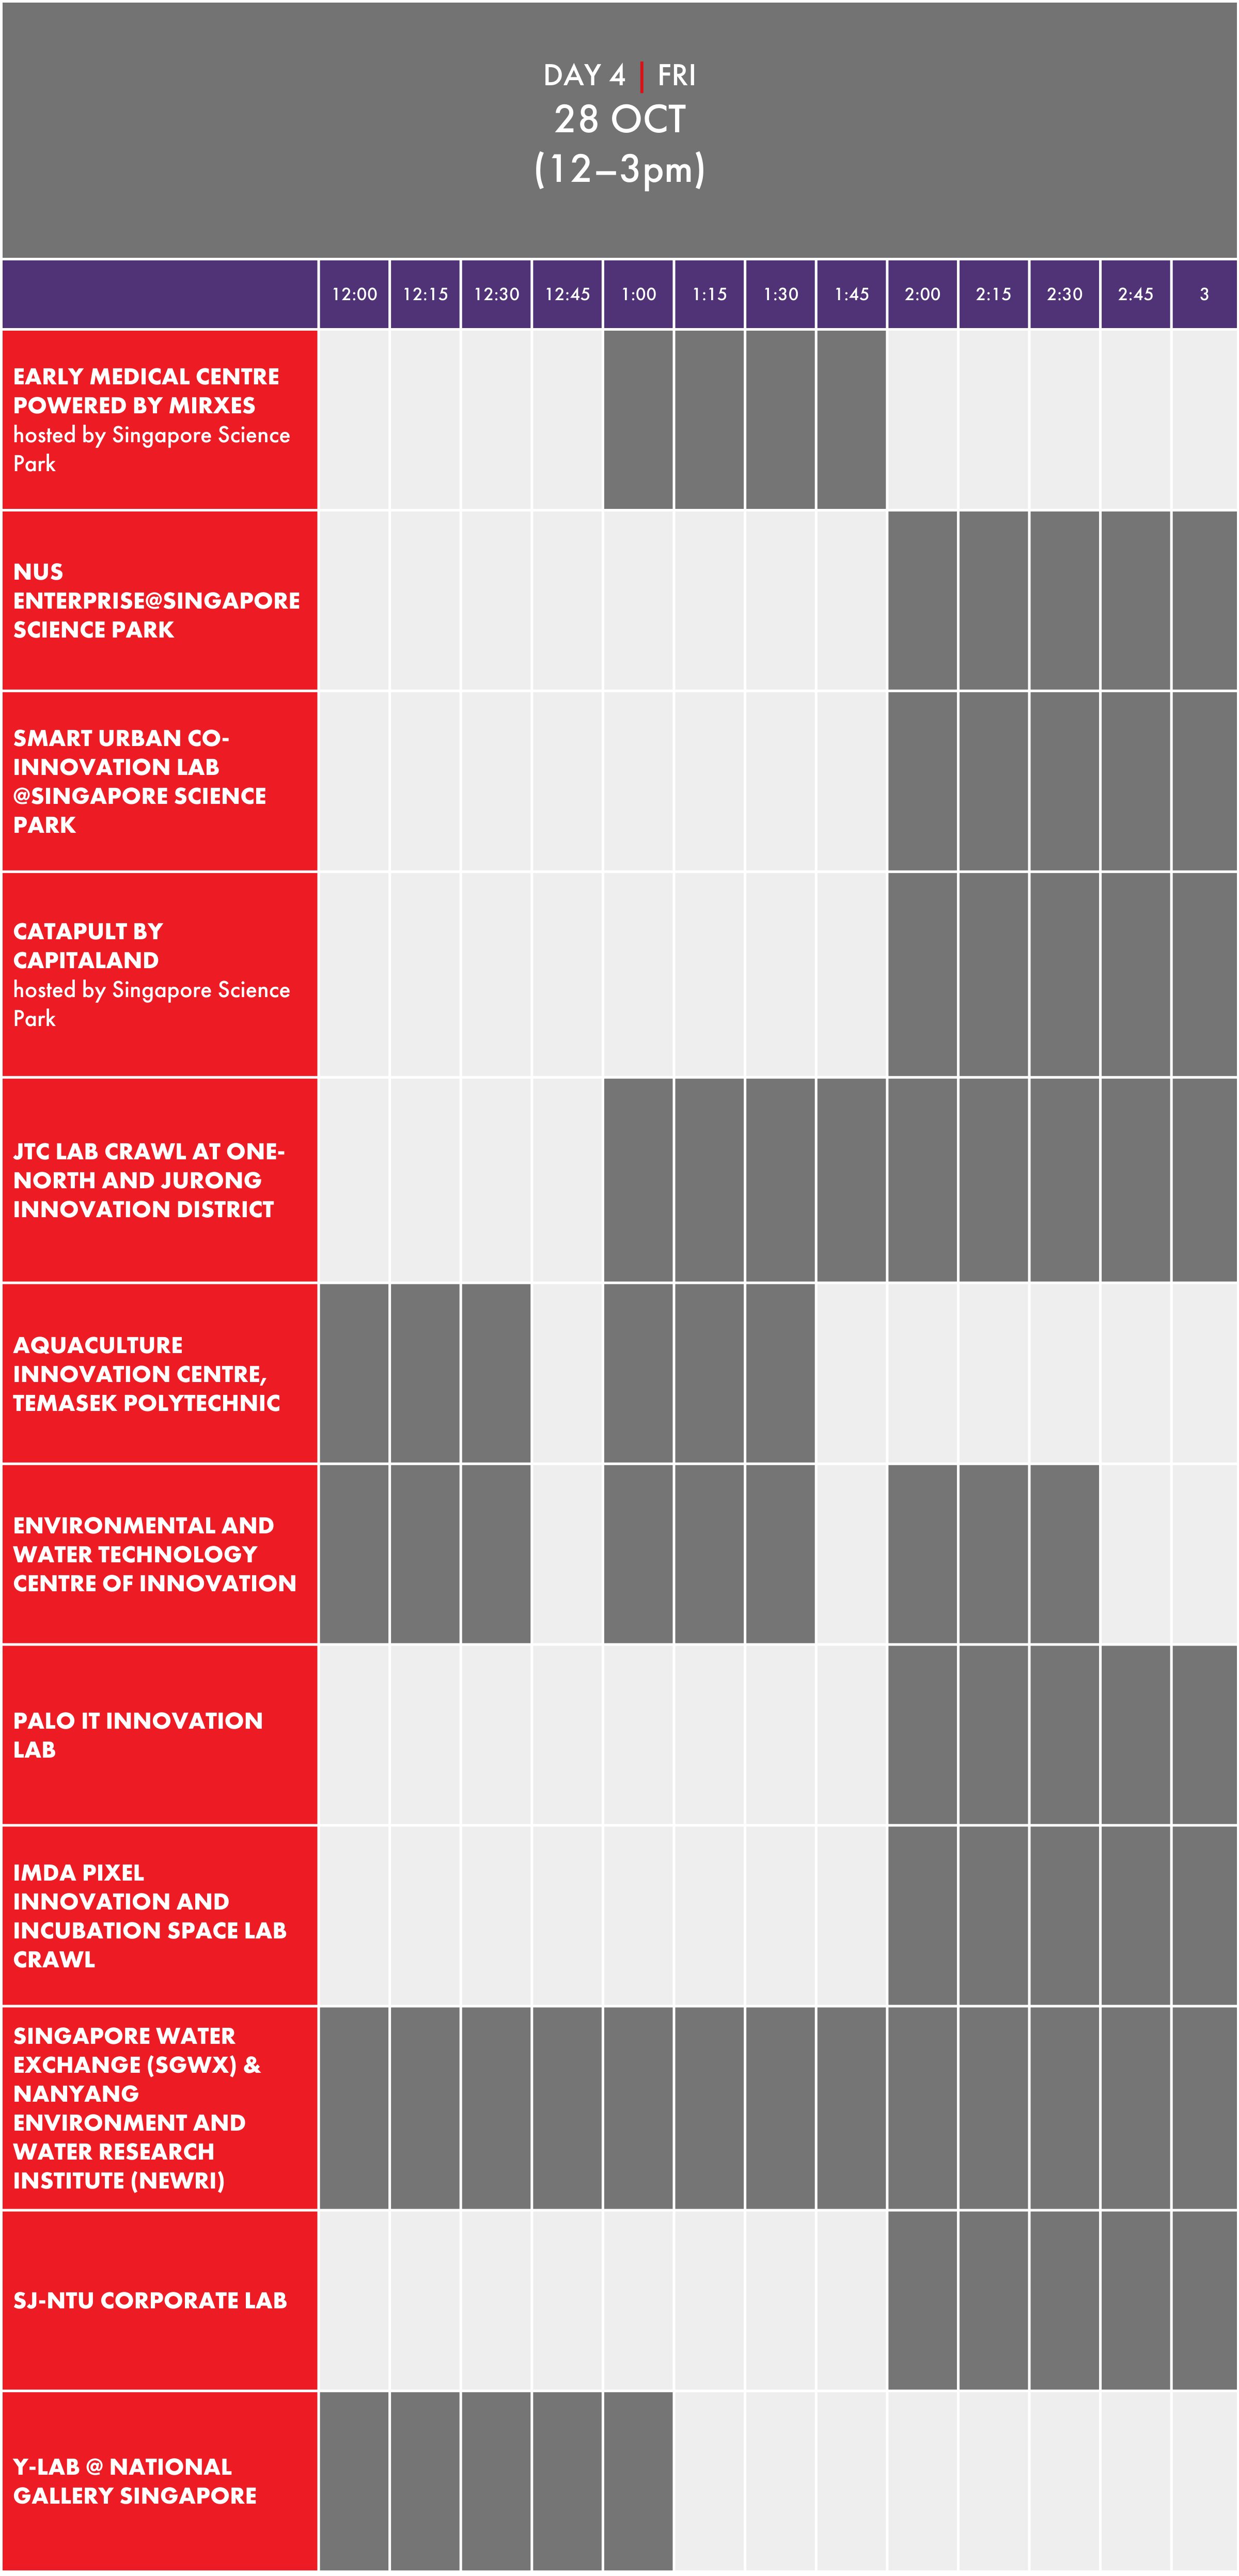 DAY 4 | FRI
28 OCT
(12–3pm)
12:00 12:15 12:30 12:45 1:00 1:15 1:30 1:45 2:00 2:15 2:30 2:45 3
EARLY MEDICAL CENTRE
POWERED BY MIRXES
hosted by Singapore Science
Park
NUS
ENTERPRISE@SINGAPORE
SCIENCE PARK
SMART URBAN CO-
INNOVATION LAB
@SINGAPORE SCIENCE
PARK
CATAPULT BY
CAPITALAND
hosted by Singapore Science
Park
JTC LAB CRAWL AT ONE-
NORTH AND JURONG
INNOVATION DISTRICT
AQUACULTURE
INNOVATION CENTRE,
TEMASEK POLYTECHNIC
ENVIRONMENTAL AND
WATER TECHNOLOGY
CENTRE OF INNOVATION
PALO IT INNOVATION
LAB
IMDA PIXEL
INNOVATION AND
INCUBATION SPACE LAB
CRAWL
SINGAPORE WATER
EXCHANGE (SGWX) &
NANYANG
ENVIRONMENT AND
WATER RESEARCH
INSTITUTE (NEWRI)
SJ-NTU CORPORATE LAB
Y-LAB @ NATIONAL
GALLERY SINGAPORE